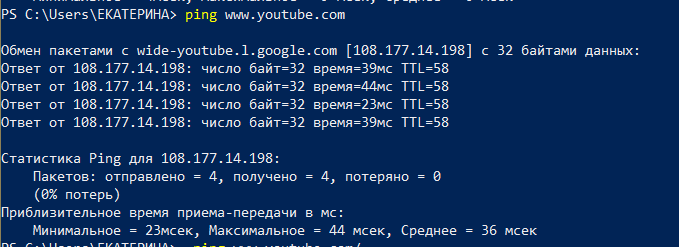 PS C:\Users\ЕКАТЕРИНА> ping www.youtube.com
Обмен пакетами с wide-youtube.l.google.com [108.177.14.198] с 32 байтами данных:
Ответ от 108.177.14.198: число байт=32 время=39мс TTL=58
Ответ от 108.177.14.198: число байт=32 время=44мс TTL=58
Ответ от 108.177.14.198: число байт=32 время=23мс TTL=58
Ответ от 108.177.14.198: число байт=32 время=39мс TTL=58
Статистика Ping для 108.177.14.198:
Пакетов: отправлено = 4, получено = 4, потеряно = 0
(0% потерь)
Приблизительное время приема-передачи в мс:
Минимальное = 23мсек, Максимальное = 44 мсек, Среднее = 36 мсек
PS C:\Users\ЕКАТЕРИНА> ping www.youtube.com/